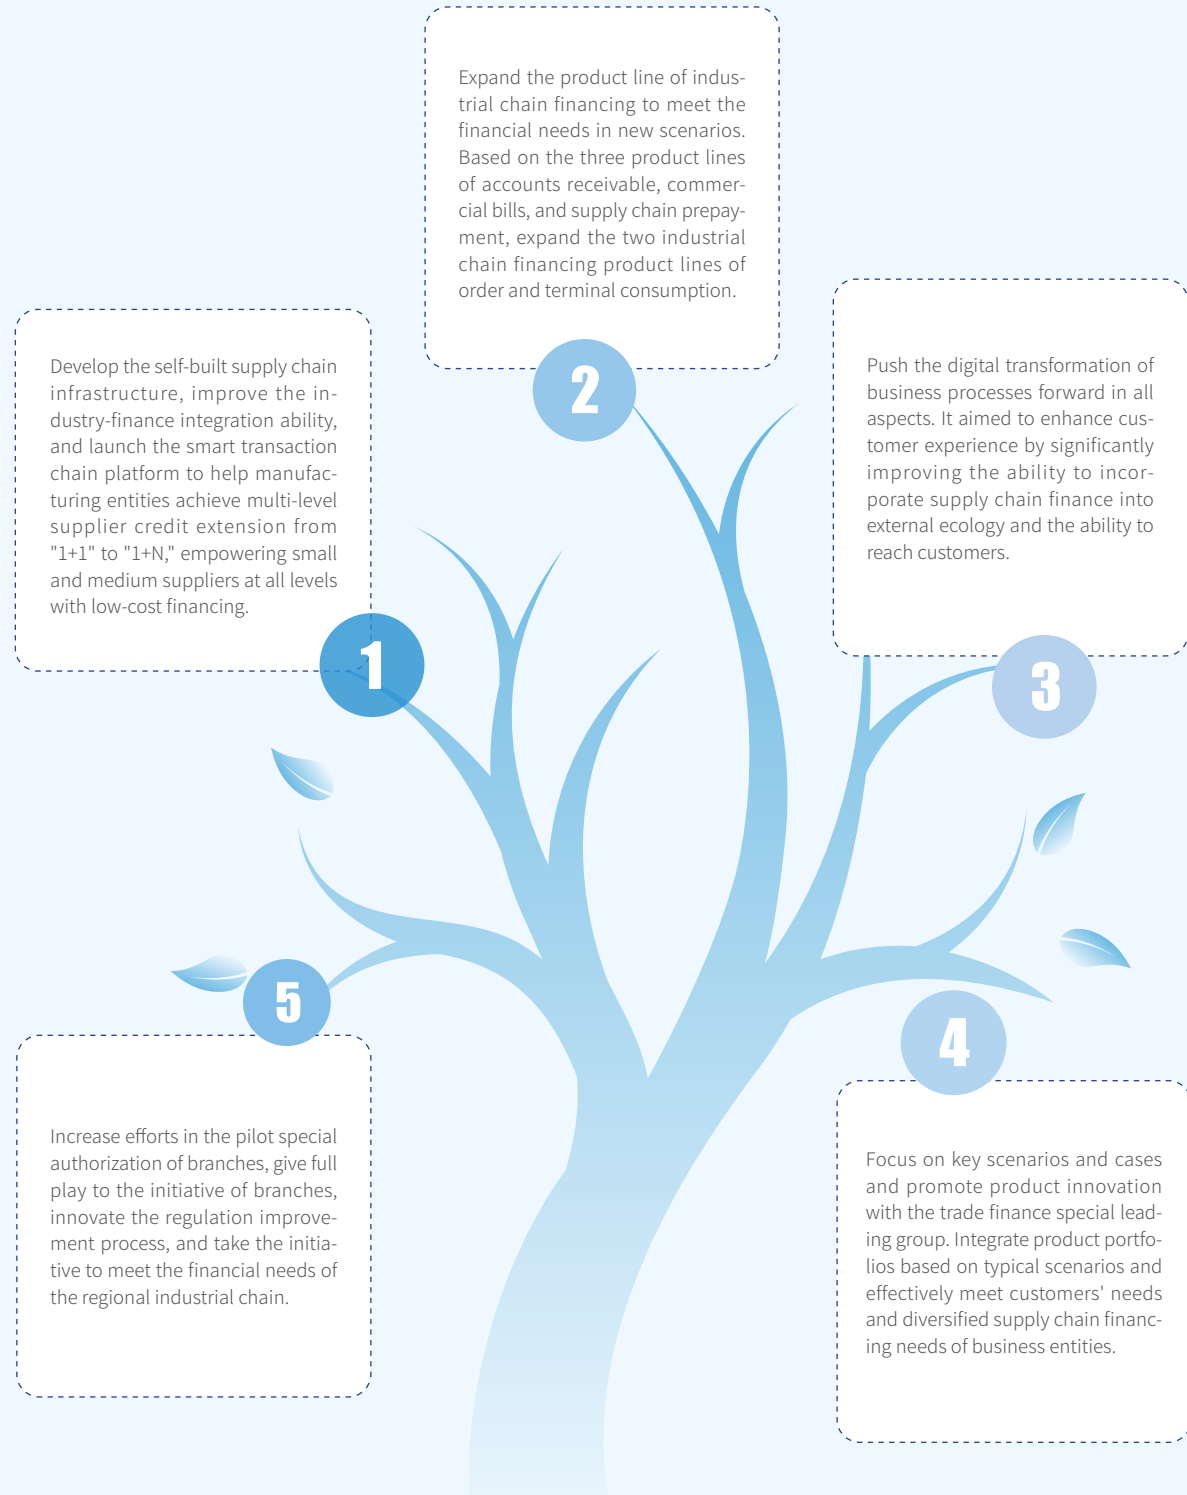 Develop the self-built supply chain
infrastructure, improve the in-
dustry-finance integration ability,
and launch the smart transaction
chain platform to help manufac-
turing entities achieve multi-level
supplier credit extension from
"1+1" to "1+N," empowering small
and medium suppliers at all levels
with low-cost financing.
1
Expand the product line of indus-
trial chain financing to meet the
financial needs in new scenarios.
Based on the three product lines
of accounts receivable, commer-
cial bills, and supply chain prepay-
ment, expand the two industrial
chain financing product lines of
order and terminal consumption.
2
Push the digital transformation of
business processes forward in all
aspects. It aimed to enhance cus-
tomer experience by significantly
improving the ability to incor-
porate supply chain finance into
external ecology and the ability to
reach customers.
3
4
Focus on key scenarios and cases
and promote product innovation
with the trade finance special lead-
ing group. Integrate product portfo-
lios based on typical scenarios and
effectively meet customers' needs
and diversified supply chain financ-
ing needs of business entities.
5
Increase efforts in the pilot special
authorization of branches, give full
play to the initiative of branches,
innovate the regulation improve-
ment process, and take the initia-
tive to meet the financial needs of
the regional industrial chain.